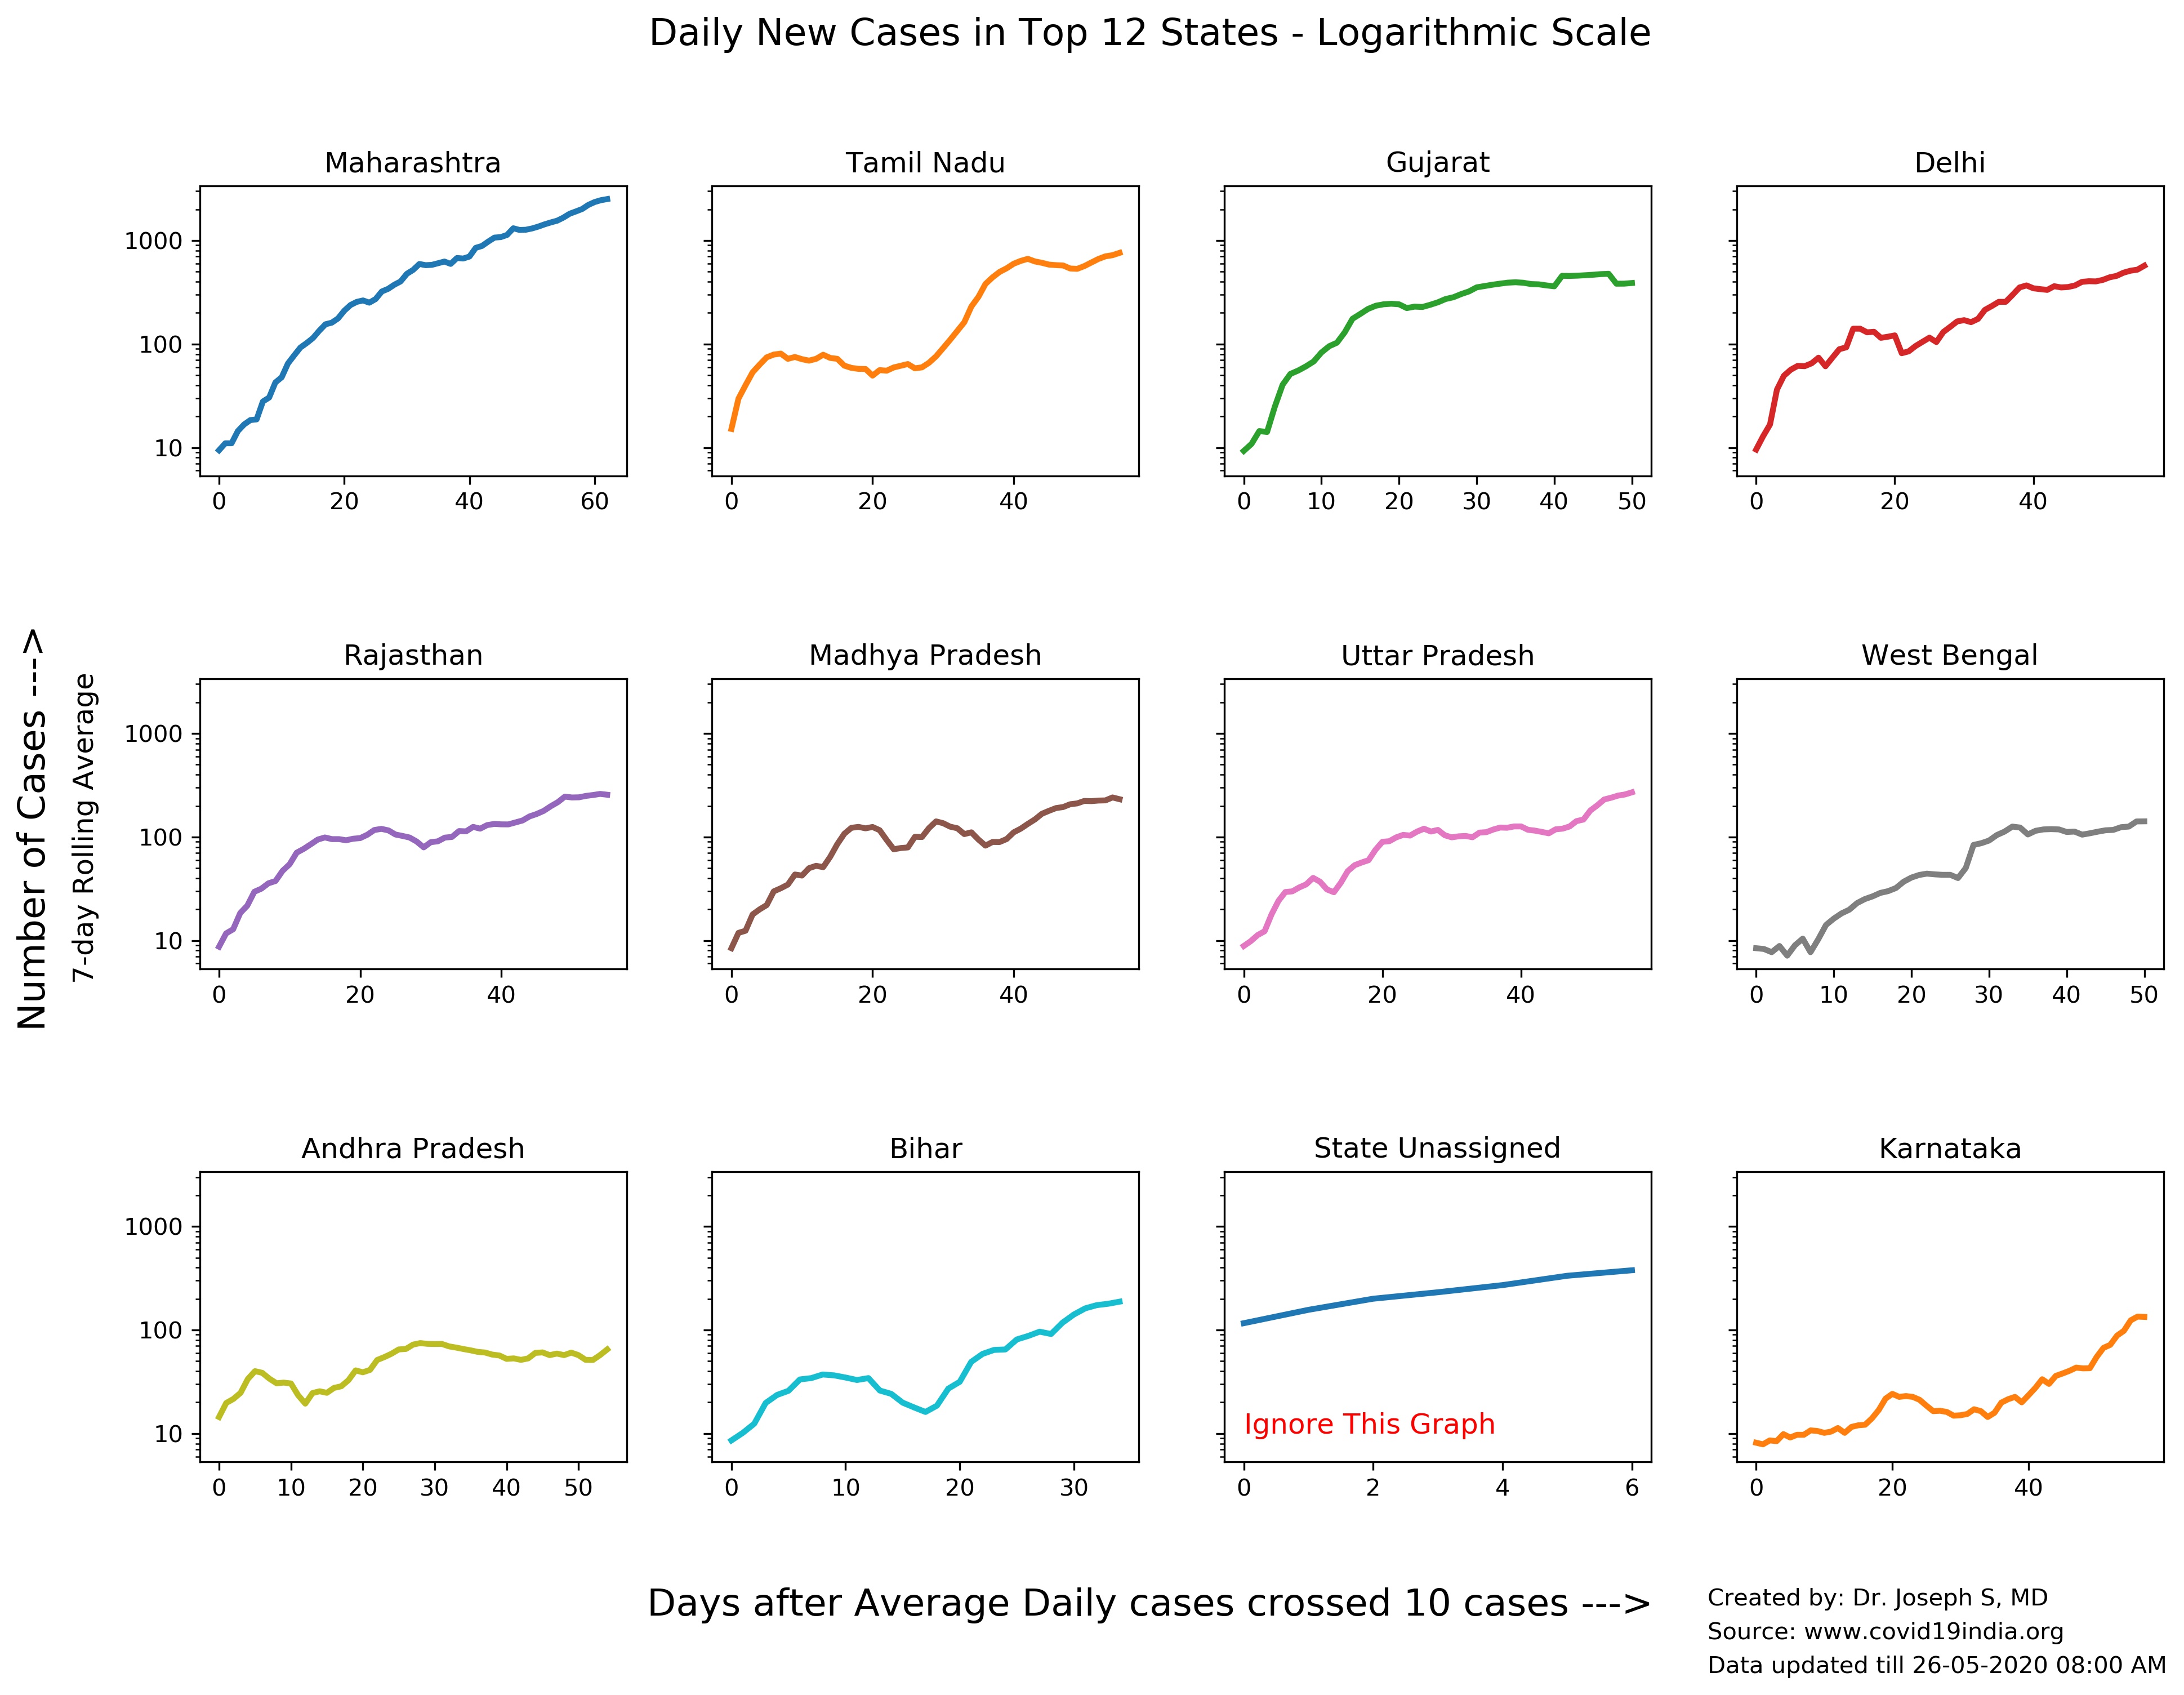 Daily New Cases in Top 12 States - Logarithmic Scale
Maharashtra
Tamil Nadu
Gujarat
Delhi
1000
100
10
0 20 40 60
0 20 40
0 10 20 30 40 50
0 20 40
Number of Cases --->
7-day Rolling Average
Rajasthan
Madhya Pradesh
Uttar Pradesh
West Bengal
1000
100
10
0 20 40
0 20 40
0 20 40
0 10 20 30 40 50
Andhra Pradesh
Bihar
State Unassigned
Karnataka
1000
100
10
Ignore This Graph
0 10 20 30 40 50
0 10 20 30
0 2 4 6
0 20 40
Days after Average Daily cases crossed 10 cases --->
Created by: Dr. Joseph S, MD
Source: www.covid19india.org
Data updated till 26-05-2020 08:00 AM